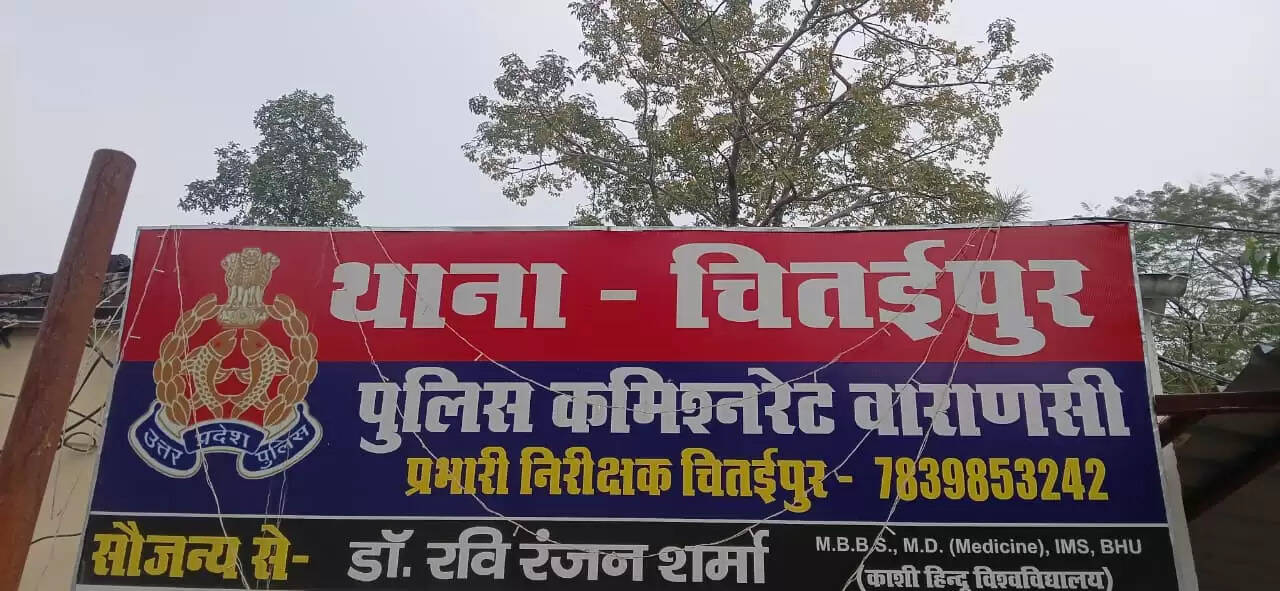 थाना - चितईपुर
उत्तर प्रदेश पुलिस
पुलिस कमिश्नरेट वाराणसी
प्रभारी निरीक्षक चितईपुर - 7839853242
सौजन्य से- डॉ. रवि रंजन शर्मा M.B.B.S., M.D. (Medicine), IMS, BHU
(काशी हिन्दू विश्वविद्यालय)